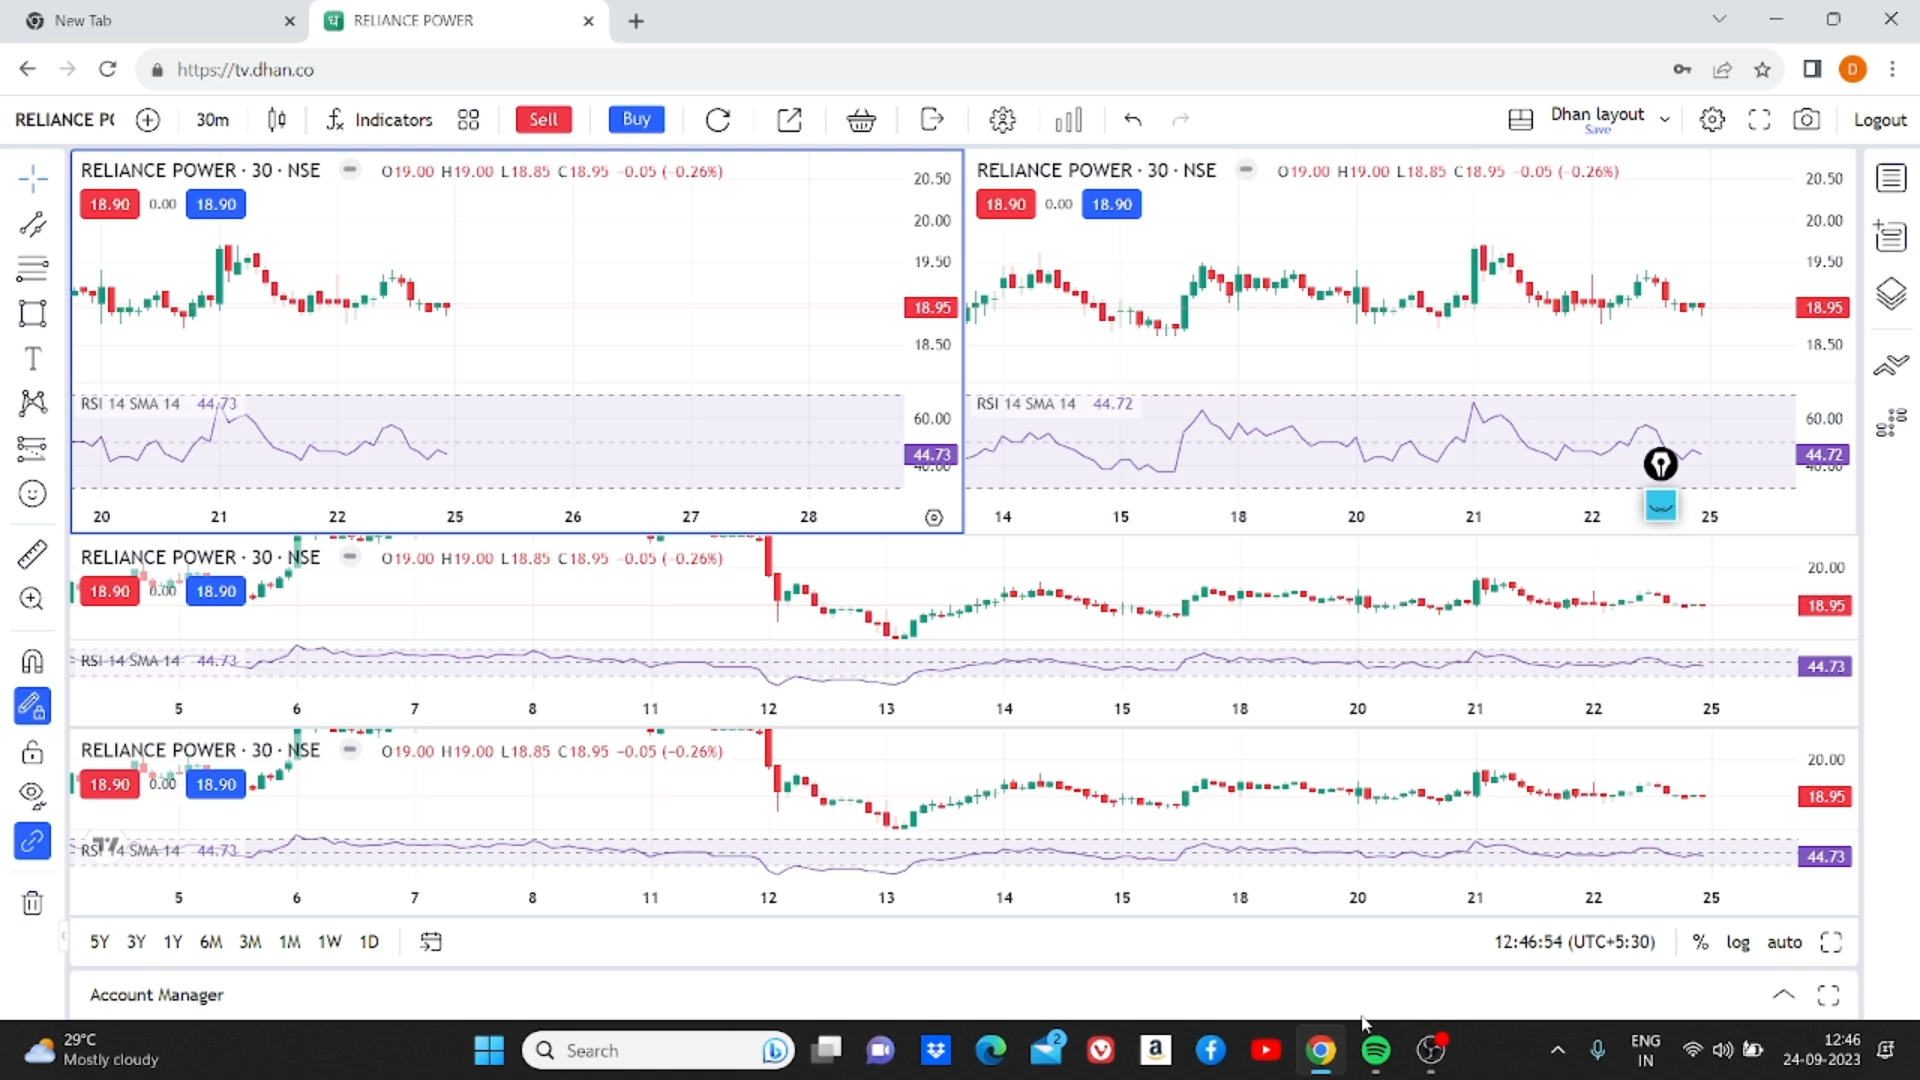 New Tab
RELIANCE POWER
https://tv.dhan.co
D
RELIANCE P
30m
Indicators
Sell
Buy
Dhan layout
Save
Logout
RELIANCE POWER · 30 · NSE
O19.00 H19.00 L18.85 C18.95 −0.05 (−0.26%)
18.90 0.00 18.90
20.50
20.00
19.50
18.95
18.50
RSI 14 SMA 14 44.73
60.00
44.73
40.00
20 21 22 25 26 27 28
RELIANCE POWER · 30 · NSE
O19.00 H19.00 L18.85 C18.95 −0.05 (−0.26%)
18.90 0.00 18.90
20.50
20.00
19.50
18.95
18.50
RSI 14 SMA 14 44.72
60.00
44.72
40.00
14 15 18 20 21 22 25
RELIANCE POWER · 30 · NSE
O19.00 H19.00 L18.85 C18.95 −0.05 (−0.26%)
20.00
18.90 0.00 18.90
18.95
RSI 14 SMA 14 44.73
44.73
5 6 7 8 11 12 13 14 15 18 20 21 22 25
RELIANCE POWER · 30 · NSE
O19.00 H19.00 L18.85 C18.95 −0.05 (−0.26%)
20.00
18.90 0.00 18.90
18.95
RSI 14 SMA 14 44.73
44.73
5 6 7 8 11 12 13 14 15 18 20 21 22 25
5Y 3Y 1Y 6M 3M 1M 1W 1D
12:46:54 (UTC+5:30)
% log auto
Account Manager
29°C
Mostly cloudy
Search
2
ENG
IN
12:46
24-09-2023